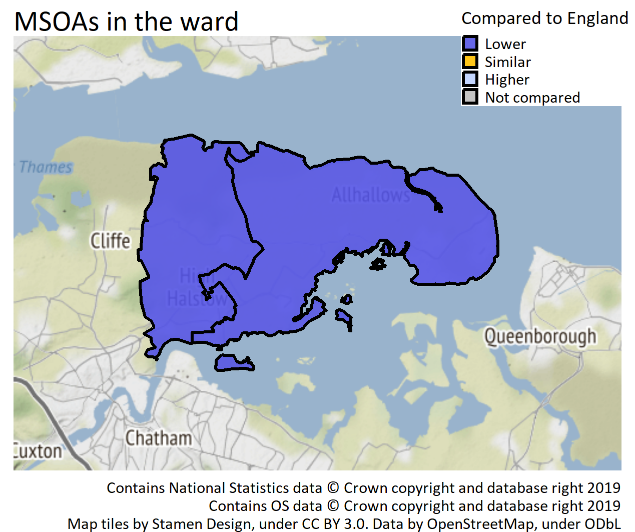 MSOAs in the ward
Compared to England
Lower
Similar
Higher
Not compared
Thames
Allhallows
Cliffe
High
Halstow
Queenborough
Chatham
Contains National Statistics data © Crown copyright and database right 2019
Contains OS data © Crown copyright and database right 2019
Map tiles by Stamen Design, under CC BY 3.0. Data by OpenStreetMap, under ODbL